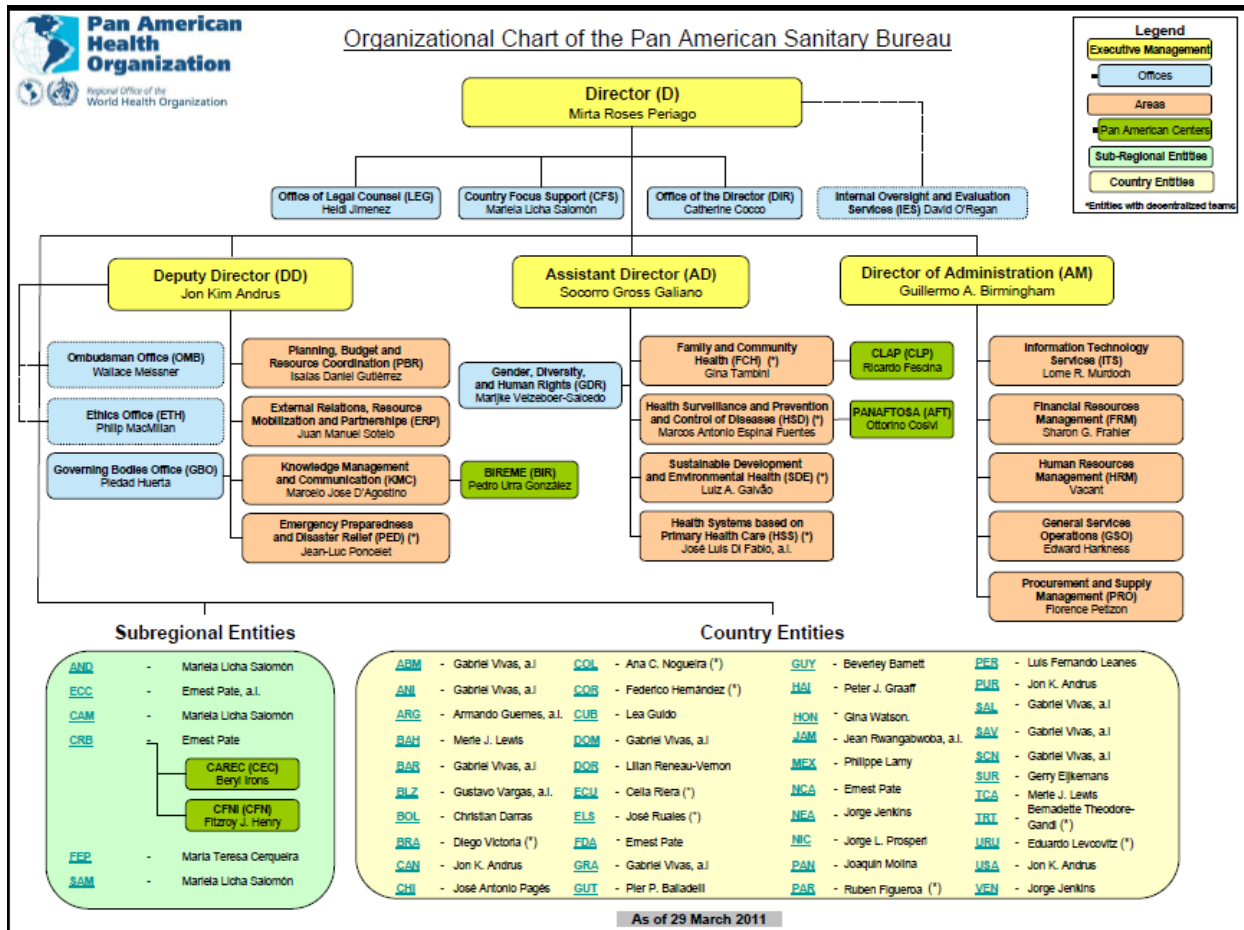 Pan American
Health
Organization
Regional Office of the
World Health Organization
Organizational Chart of the Pan American Sanitary Bureau
Legend
Executive Management
Offices
Areas
Pan American Centers
Sub-Regional Entities
Country Entities
*Entities with decentralized teams
Director (D)
Mirta Roses Periago
Office of Legal Counsel (LEG)
Heidi Jimenez
Country Focus Support (CFS)
Mariela Licha Salomón
Office of the Director (DIR)
Catherine Cocco
Internal Oversight and Evaluation
Services (IES) David O'Regan
Deputy Director (DD)
Jon Kim Andrus
Assistant Director (AD)
Socorro Gross Galiano
Director of Administration (AM)
Guillermo A. Birmingham
Ombudsman Office (OMB)
Wallace Meissner
Ethics Office (ETH)
Philip MacMillan
Governing Bodies Office (GBO)
Piedad Huerta
Planning, Budget and
Resource Coordination (PBR)
Isaías Daniel Gutiérrez
External Relations, Resource
Mobilization and Partnerships (ERP)
Juan Manuel Sotelo
Knowledge Management
and Communication (KMC)
Marcelo Jose D'Agostino
Emergency Preparedness
and Disaster Relief (PED) (*)
Jean-Luc Poncelet
BIREME (BIR)
Pedro Urra González
Gender, Diversity,
and Human Rights (GDR)
Marijke Velzeboer-Salcedo
Family and Community
Health (FCH) (*)
Gina Tambini
Health Surveillance and Prevention
and Control of Diseases (HSD) (*)
Marcos Antonio Espinal Fuentes
Sustainable Development
and Environmental Health (SDE) (*)
Luiz A. Galvão
Health Systems based on
Primary Health Care (HSS) (*)
José Luis Di Fabio, a.i.
CLAP (CLP)
Ricardo Fescina
PANAFTOSA (AFT)
Ottorino Cosivi
Information Technology
Services (ITS)
Lorne R. Murdoch
Financial Resources
Management (FRM)
Sharon G. Frahler
Human Resources
Management (HRM)
Vacant
General Services
Operations (GSO)
Edward Harkness
Procurement and Supply
Management (PRO)
Florence Petizon
Subregional Entities
AND - Mariela Licha Salomón
ECC - Ernest Pate, a.i.
CAM - Mariela Licha Salomón
CRB - Ernest Pate
CAREC (CEC)
Beryl Irons
CFNI (CFN)
Fitzroy J. Henry
FEP - Maria Teresa Cerqueira
SAM - Mariela Licha Salomón
Country Entities
ABM - Gabriel Vivas, a.i
ANI - Gabriel Vivas, a.i
ARG - Armando Guemes, a.i.
BAH - Merle J. Lewis
BAR - Gabriel Vivas, a.i
BLZ - Gustavo Vargas, a.i.
BOL - Christian Darras
BRA - Diego Victoria (*)
CAN - Jon K. Andrus
CHI - José Antonio Pagés
COL - Ana C. Nogueira (*)
COR - Federico Hernández (*)
CUB - Lea Guido
DOM - Gabriel Vivas, a.i
DOR - Lilian Reneau-Vernon
ECU - Celia Riera (*)
ELS - José Ruales (*)
FDA - Ernest Pate
GRA - Gabriel Vivas, a.i
GUT - Pier P. Balladelli
GUY - Beverley Barnett
HAI - Peter J. Graaff
HON - Gina Watson.
JAM - Jean Rwangabwoba, a.i.
MEX - Philippe Lamy
NCA - Ernest Pate
NEA - Jorge Jenkins
NIC - Jorge L. Prosperi
PAN - Joaquin Molina
PAR - Ruben Figueroa (*)
PER - Luis Fernando Leanes
PUR - Jon K. Andrus
SAL - Gabriel Vivas, a.i
SAV - Gabriel Vivas, a.i
SCN - Gabriel Vivas, a.i
SUR - Gerry Eijkemans
TCA - Merle J. Lewis
TRT - Bernadette Theodore-
Gandi (*)
URU - Eduardo Levcovitz (*)
USA - Jon K. Andrus
VEN - Jorge Jenkins
As of 29 March 2011